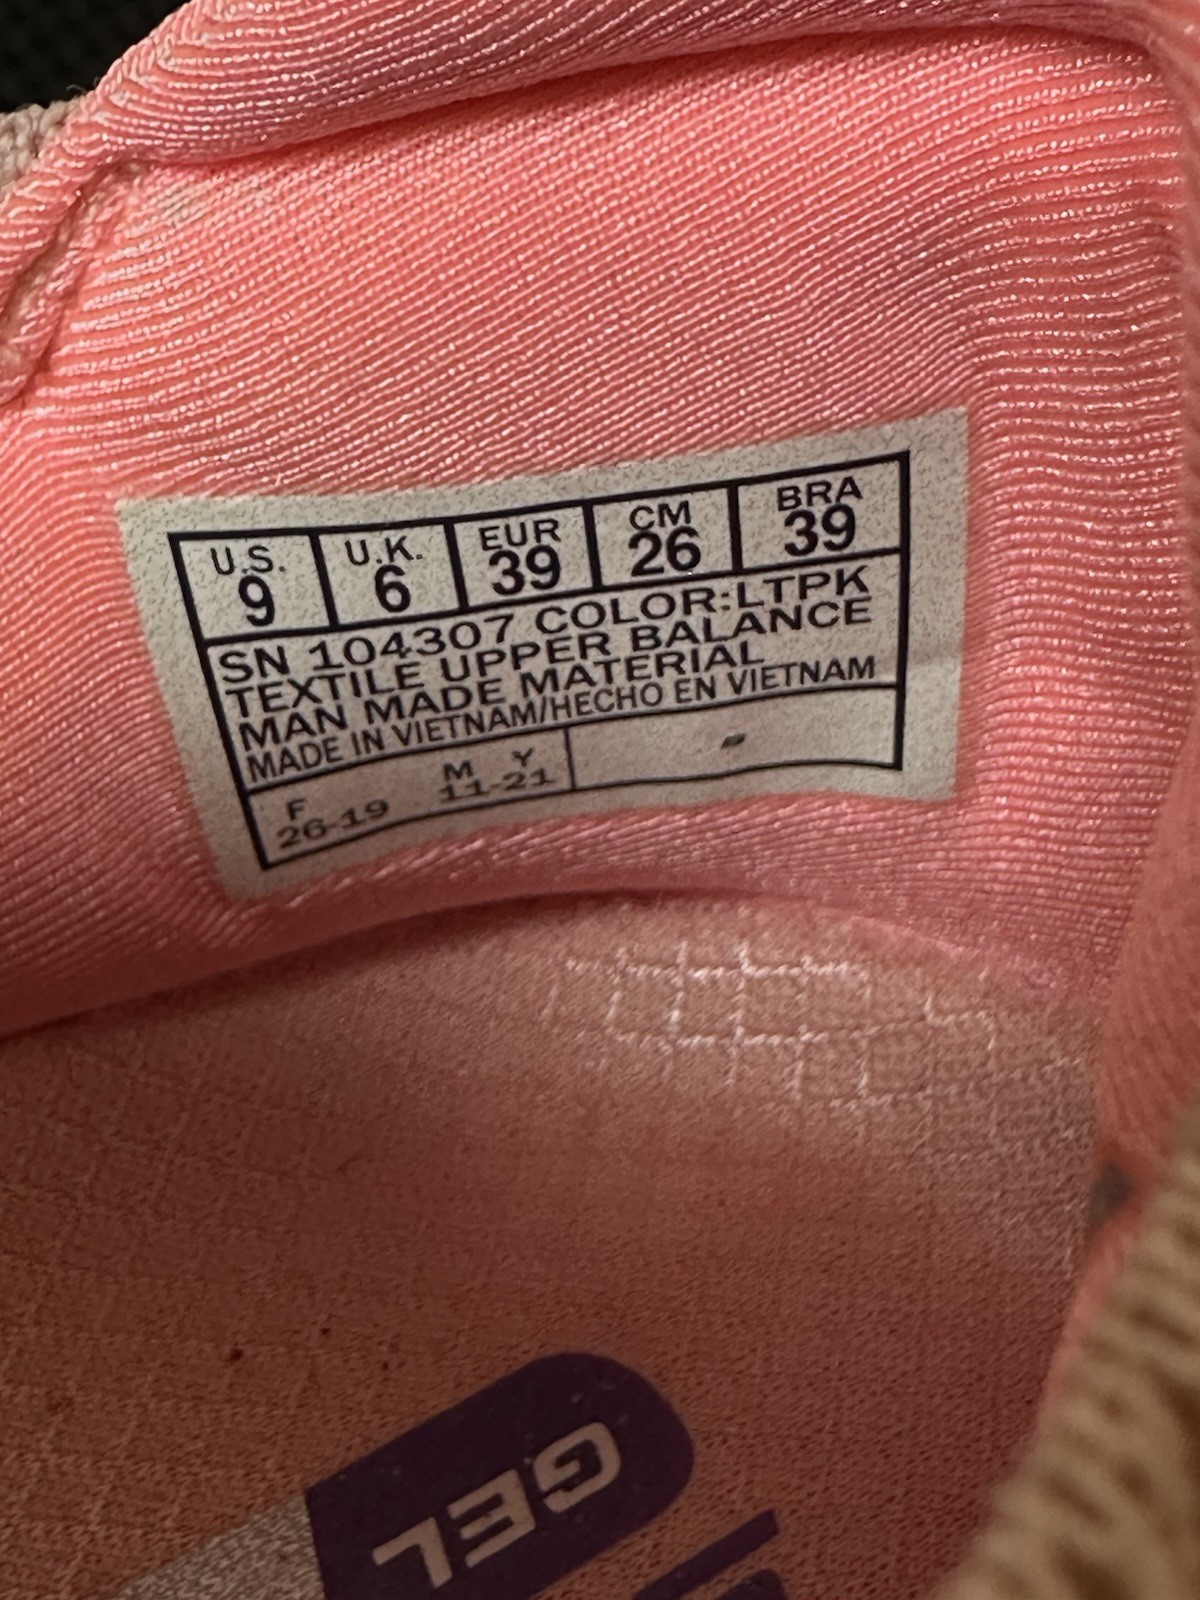 U.S. U.K. EUR CM BRA
9 6 39 26 39
SN 104307 COLOR:LTPK
TEXTILE UPPER BALANCE
MAN MADE MATERIAL
MADE IN VIETNAM/HECHO EN VIETNAM
F M Y
26-19 11-21
GEL